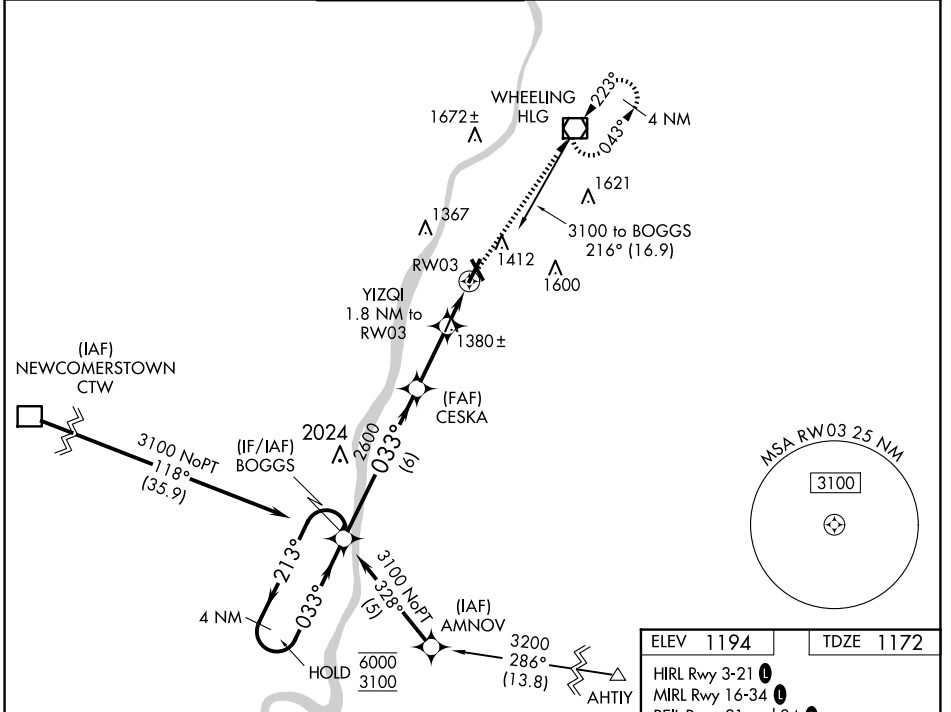 WHEELING
HLG
223°
043°
4 NM
1672±
1621
1367
3100 to BOGGS
216° (16.9)
RW03
1412
1600
YIZQI
1.8 NM to
RW03
1380±
(IAF)
NEWCOMERSTOWN
CTW
(FAF)
CESKA
3100 NoPT
118°
(35.9)
2024
(IF/IAF)
BOGGS
2600
033°
(6)
MSA RW03 25 NM
3100
213°
033°
4 NM
HOLD
6000
3100
3100 NoPT
328°
(5)
(IAF)
AMNOV
3200
286°
(13.8)
AHTIY
ELEV 1194
TDZE 1172
HIRL Rwy 3-21 L
MIRL Rwy 16-34 L